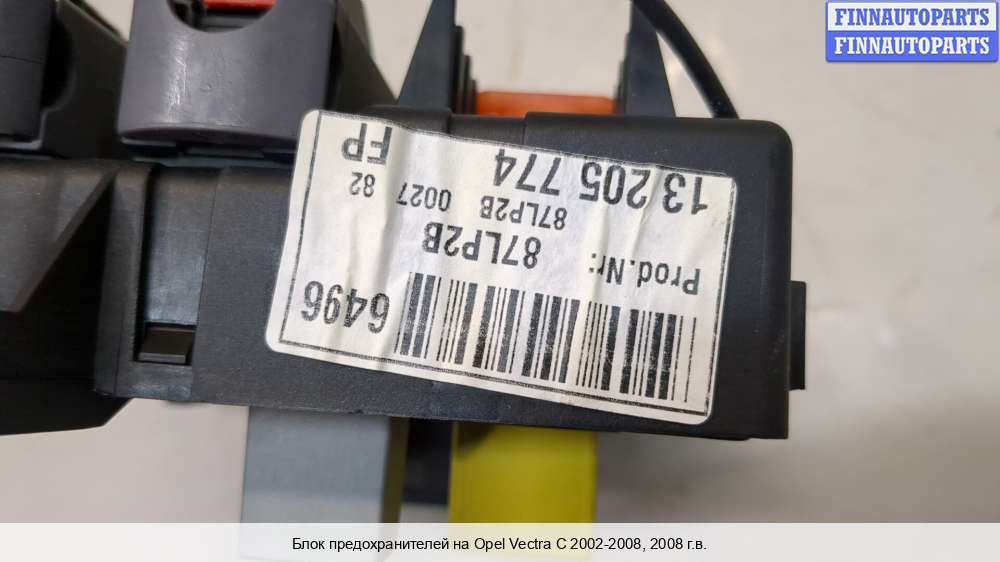 FINNAUTOPARTS
FINNAUTOPARTS
6496
Prod.Nr: 87LP2B
87LP2B 0027 82
13 205 774 FP
Блок предохранителей на Opel Vectra C 2002-2008, 2008 г.в.